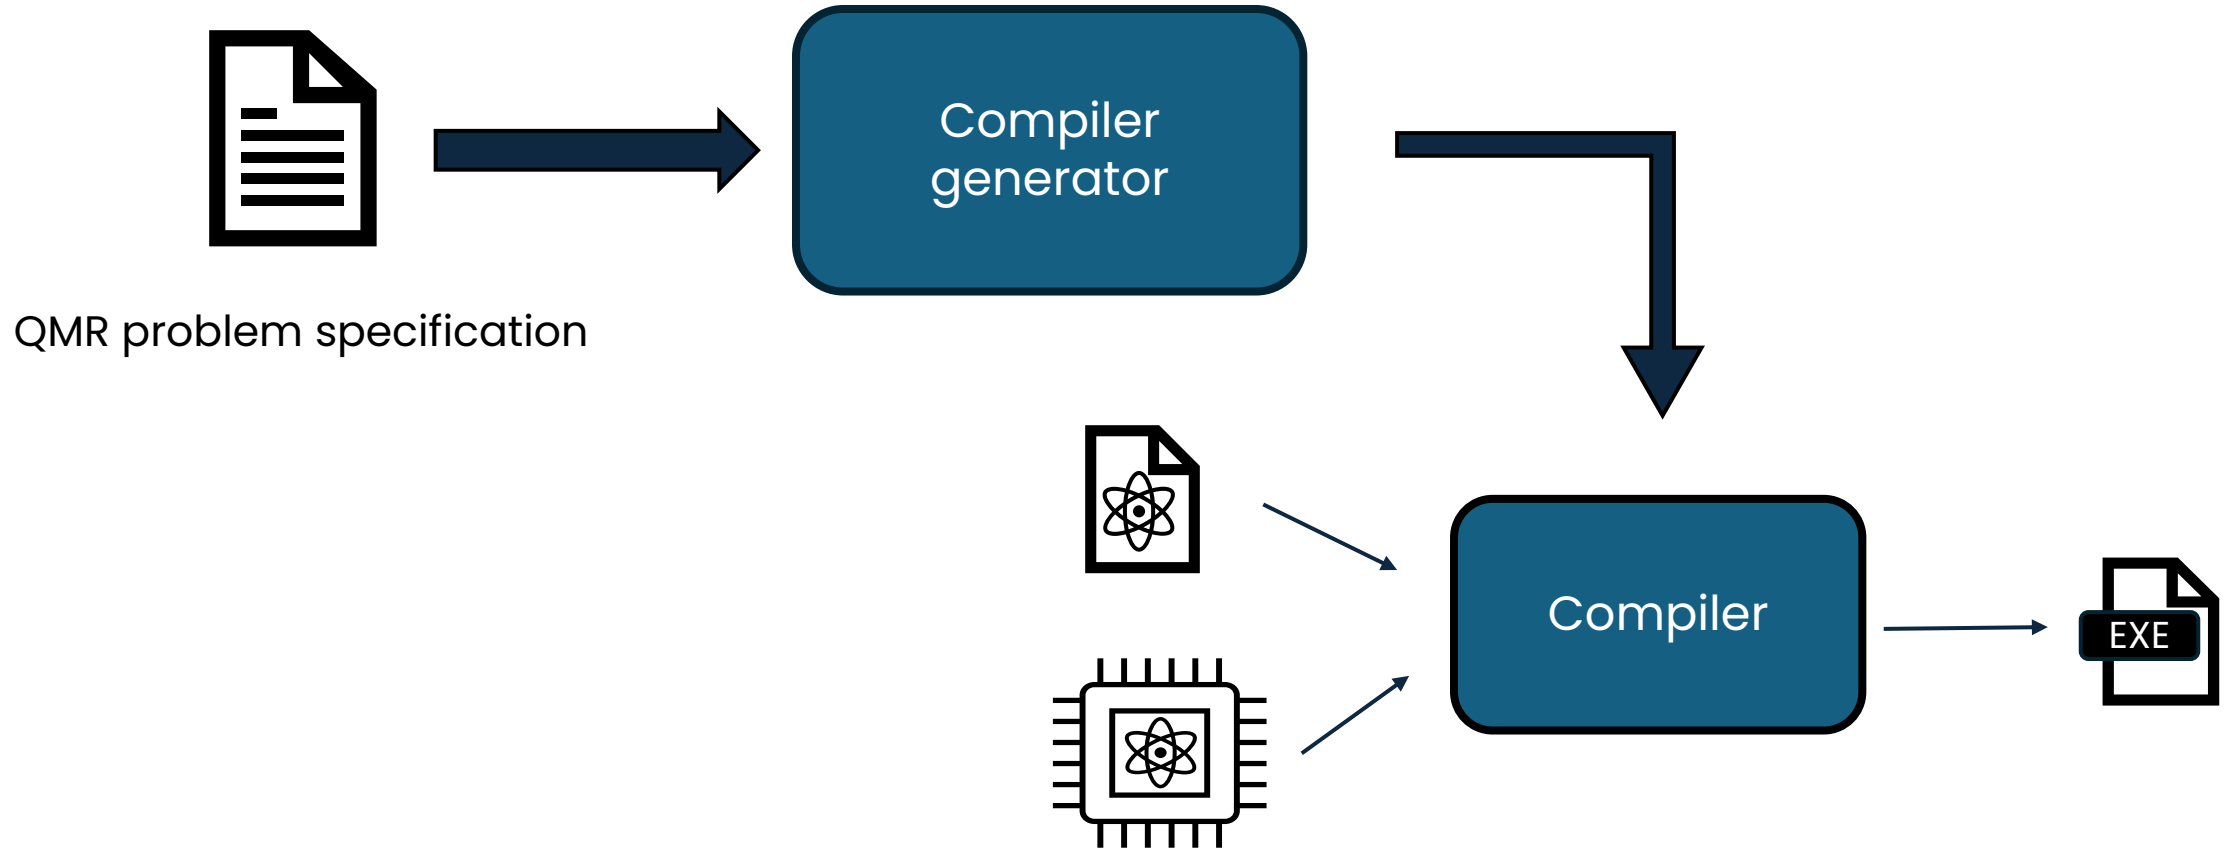 Compiler
generator
QMR problem specification
Compiler
EXE